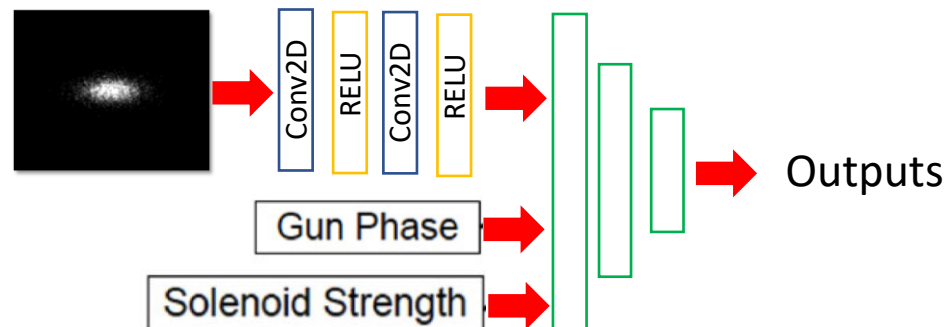 Conv2D
RELU
Conv2D
RELU
Outputs
Gun Phase
Solenoid Strength